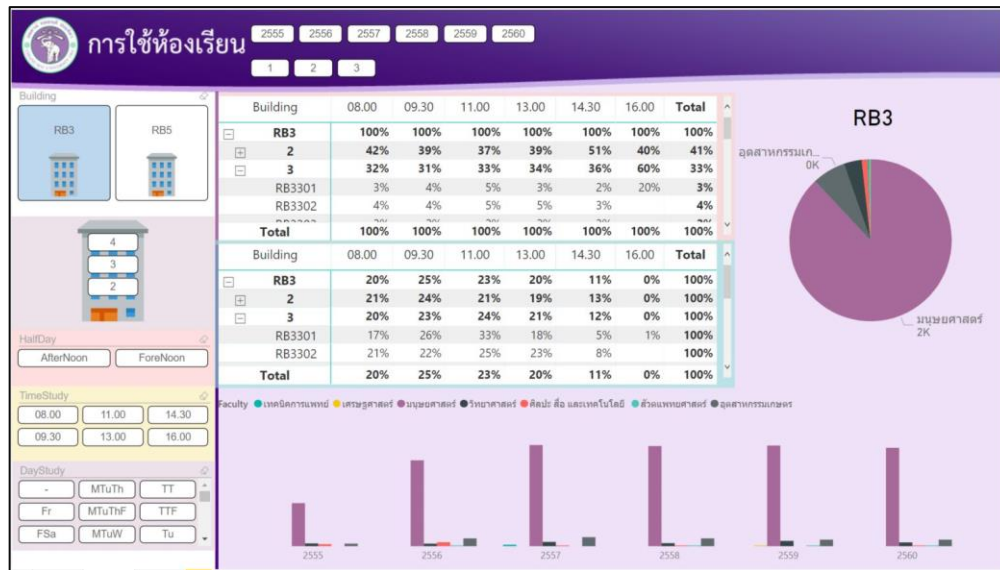 การใช้ห้องเรียน
2555 2556 2557 2558 2559 2560
1 2 3
Building
RB3 RB5
4
3
2
HalfDay
AfterNoon ForeNoon
TimeStudy
08.00 11.00 14.30
09.30 13.00 16.00
DayStudy
- MTuTh TT
Fr MTuThF TTF
FSa MTuW Tu
Building 08.00 09.30 11.00 13.00 14.30 16.00 Total
RB3 100% 100% 100% 100% 100% 100% 100%
2 42% 39% 37% 39% 51% 40% 41%
3 32% 31% 33% 34% 36% 60% 33%
RB3301 3% 4% 5% 3% 2% 20% 3%
RB3302 4% 4% 5% 5% 3% 4%
Total 100% 100% 100% 100% 100% 100% 100%
Building 08.00 09.30 11.00 13.00 14.30 16.00 Total
RB3 20% 25% 23% 20% 11% 0% 100%
2 21% 24% 21% 19% 13% 0% 100%
3 20% 23% 24% 21% 12% 0% 100%
RB3301 17% 26% 33% 18% 5% 1% 100%
RB3302 21% 22% 25% 23% 8% 100%
Total 20% 25% 23% 20% 11% 0% 100%
RB3
อุตสาหกรรมเก...
0K
มนุษยศาสตร์
2K
Faculty เทคนิคการแพทย์ เศรษฐศาสตร์ มนุษยศาสตร์ วิทยาศาสตร์ ศิลปะ สื่อ และเทคโนโลยี สัตวแพทยศาสตร์ อุตสาหกรรมเกษตร
2555 2556 2557 2558 2559 2560